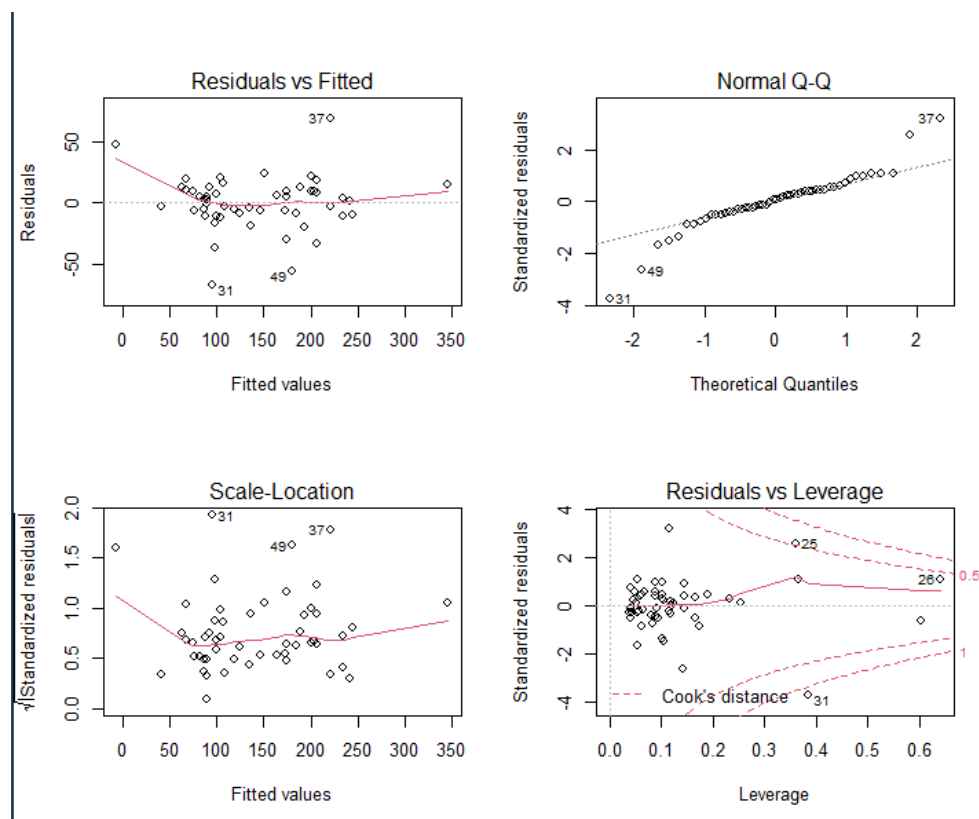 Residuals vs Fitted
Residuals
50
0
-50
37
49
31
0 50 100 150 200 250 300 350
Fitted values
Normal Q-Q
Standardized residuals
2
0
-2
-4
37
49
31
-2 -1 0 1 2
Theoretical Quantiles
Scale-Location
√|Standardized residuals|
2.0
1.5
1.0
0.5
0.0
31
37
49
0 50 100 150 200 250 300 350
Fitted values
Residuals vs Leverage
Standardized residuals
4
2
0
-2
-4
25
26
0.5
1
Cook's distance
31
0.0 0.1 0.2 0.3 0.4 0.5 0.6
Leverage